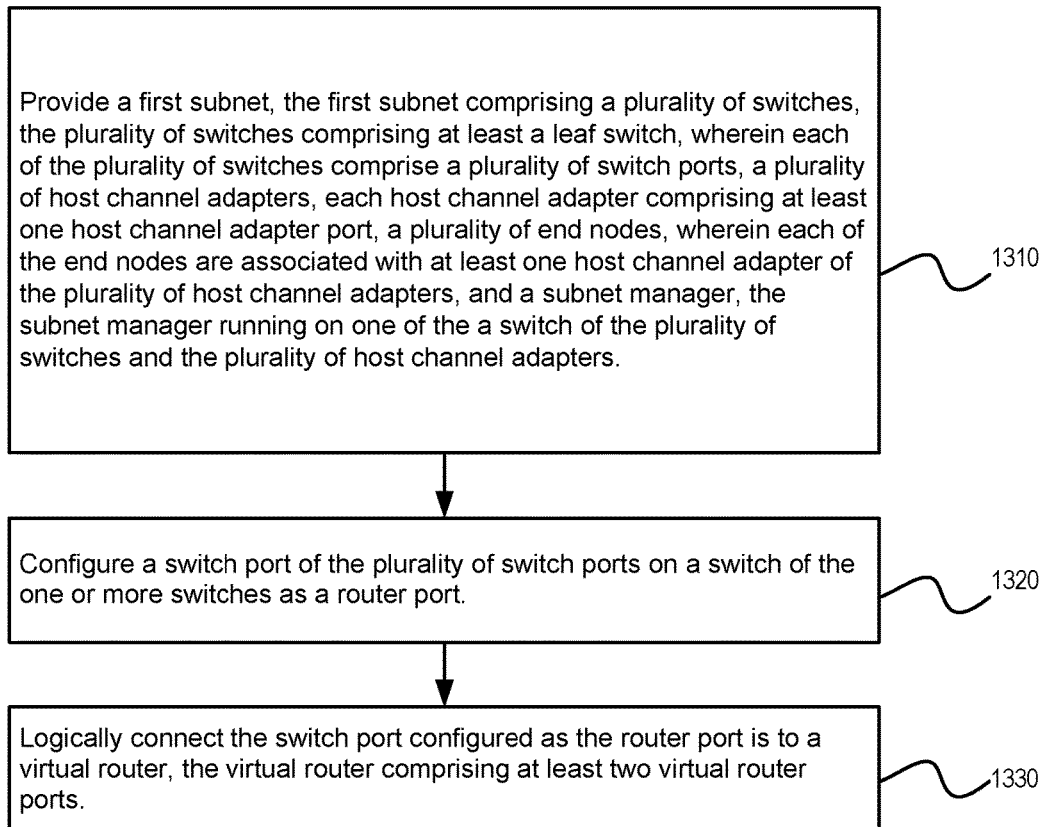 Provide a first subnet, the first subnet comprising a plurality of switches,
the plurality of switches comprising at least a leaf switch, wherein each
of the plurality of switches comprise a plurality of switch ports, a plurality
of host channel adapters, each host channel adapter comprising at least
one host channel adapter port, a plurality of end nodes, wherein each of
the end nodes are associated with at least one host channel adapter of
the plurality of host channel adapters, and a subnet manager, the
subnet manager running on one of the a switch of the plurality of
switches and the plurality of host channel adapters.
1310
Configure a switch port of the plurality of switch ports on a switch of the
one or more switches as a router port.
1320
Logically connect the switch port configured as the router port is to a
virtual router, the virtual router comprising at least two virtual router
ports.
1330